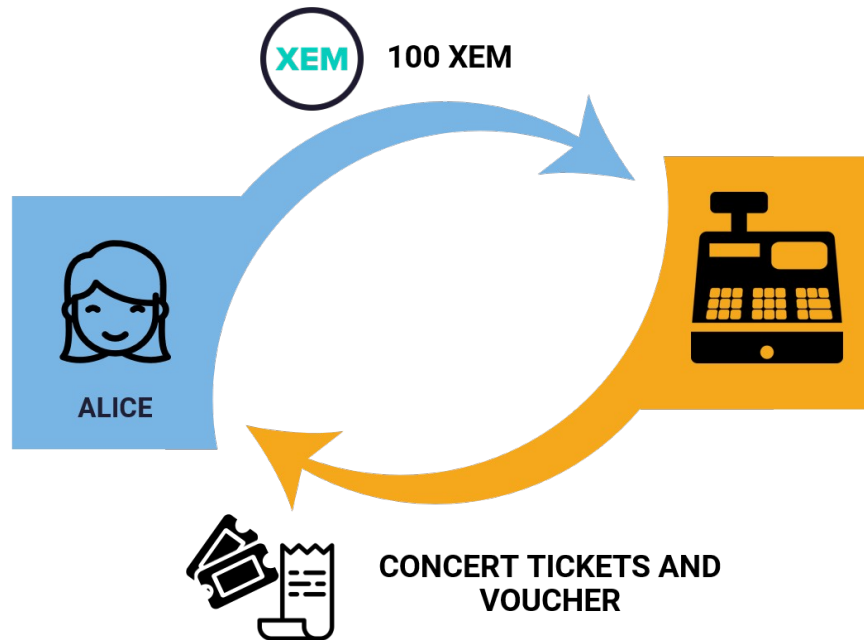 XEM
100 XEM
ALICE
CONCERT TICKETS AND
VOUCHER